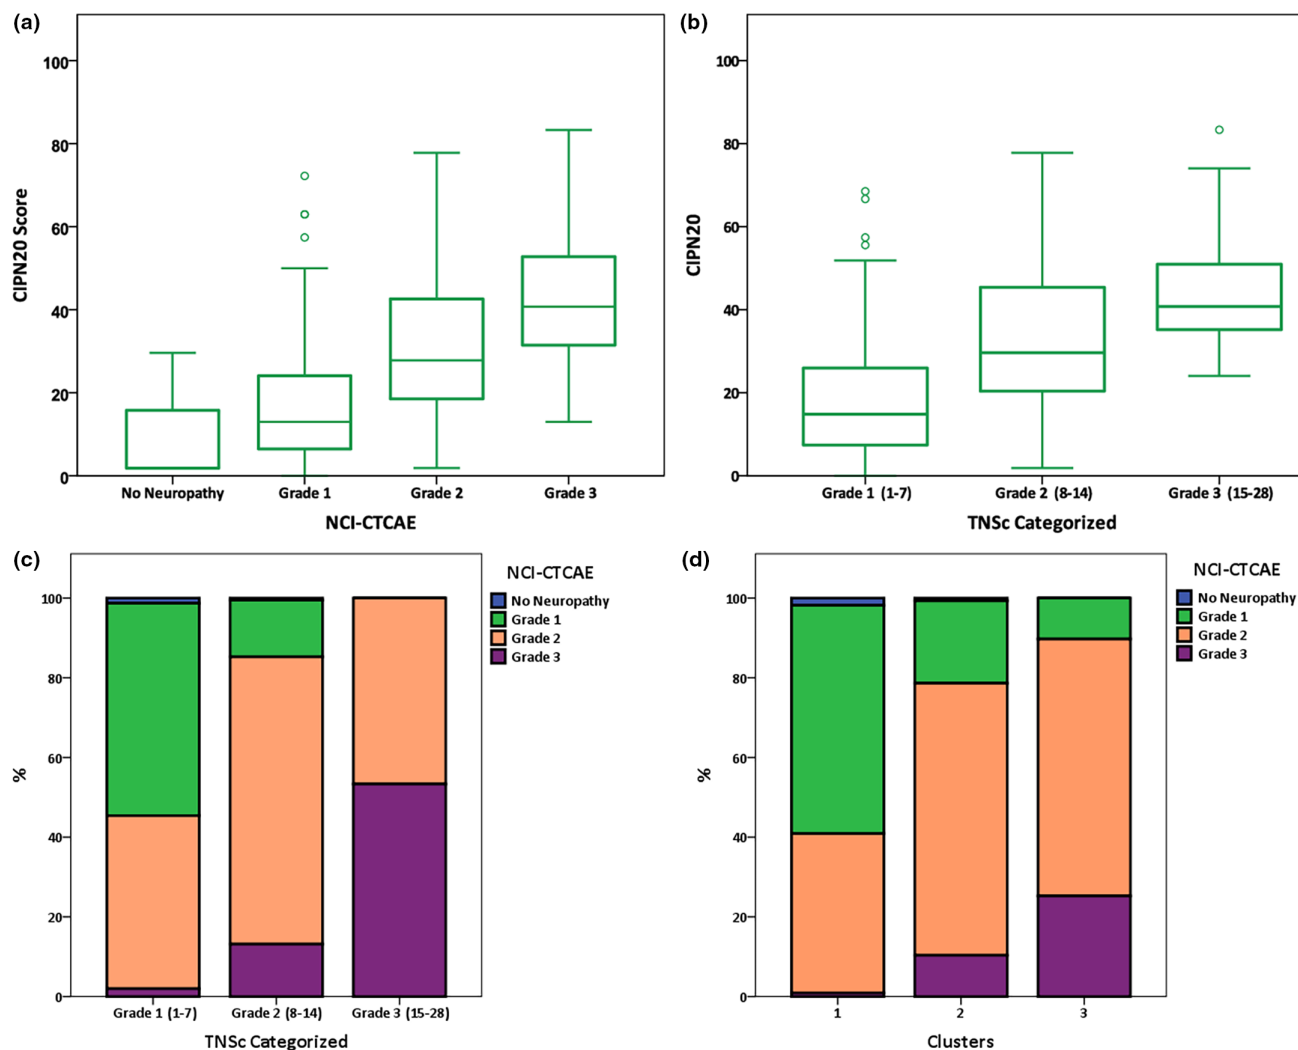 (a)
CIPN20 Score
100
80
60
40
20
0
No Neuropathy Grade 1 Grade 2 Grade 3
NCI-CTCAE
(b)
CIPN20
100
80
60
40
20
0
Grade 1 (1-7) Grade 2 (8-14) Grade 3 (15-28)
TNSc Categorized
(c)
%
100
80
60
40
20
0
Grade 1 (1-7) Grade 2 (8-14) Grade 3 (15-28)
TNSc Categorized
NCI-CTCAE
No Neuropathy
Grade 1
Grade 2
Grade 3
(d)
%
100
80
60
40
20
0
1 2 3
Clusters
NCI-CTCAE
No Neuropathy
Grade 1
Grade 2
Grade 3